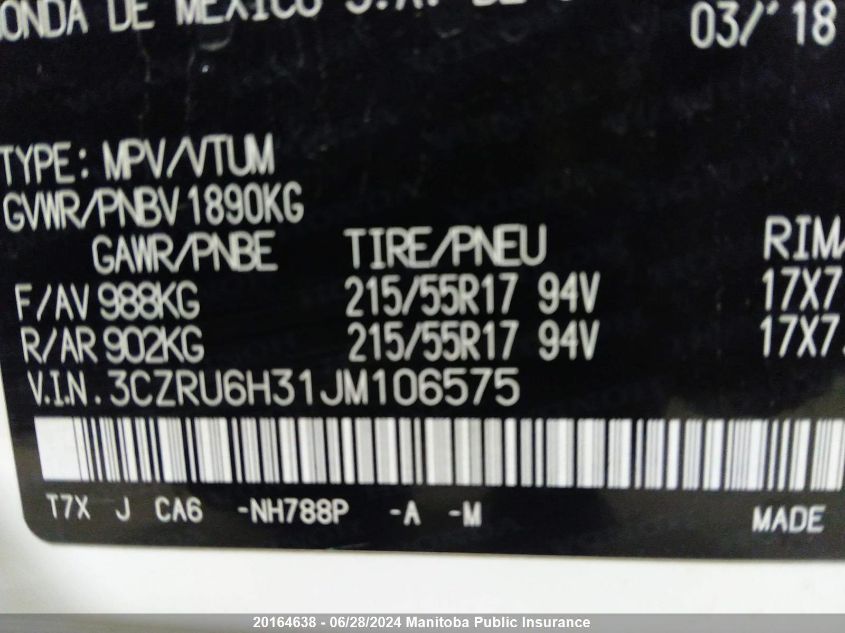 HONDA DE MEXICO S.A. DE
03/'18
TYPE: MPV/VTUM
GVWR/PNBV 1890KG
GAWR/PNBE TIRE/PNEU RIM/
F/AV 988KG 215/55R17 94V 17X7
R/AR 902KG 215/55R17 94V 17X7.
V.I.N. 3CZRU6H31JM106575
T7X J CA6 -NH788P -A -M MADE
20164638 - 06/28/2024 Manitoba Public Insurance